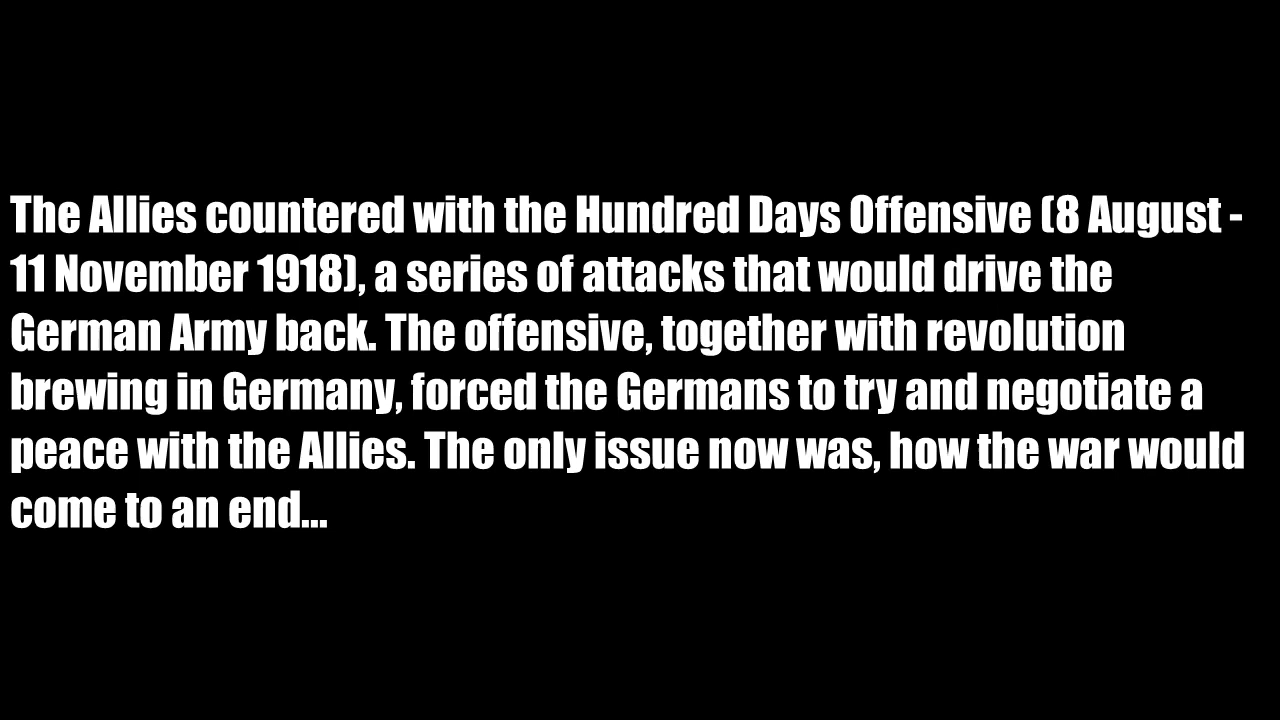 The Allies countered with the Hundred Days Offensive (8 August -
11 November 1918), a series of attacks that would drive the
German Army back. The offensive, together with revolution
brewing in Germany, forced the Germans to try and negotiate a
peace with the Allies. The only issue now was, how the war would
come to an end...